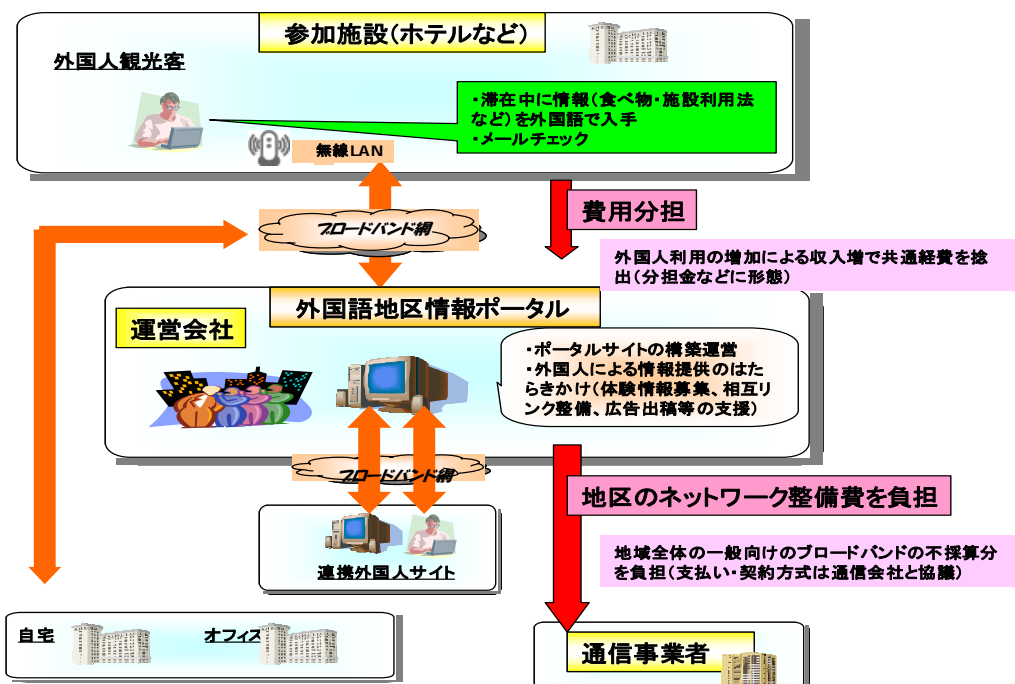 参加施設（ホテルなど）
外国人観光客
・滞在中に情報（食べ物・施設利用法
など）を外国語で入手
・メールチェック
無線LAN
費用分担
ブロードバンド網
外国人利用の増加による収入増で共通経費を捻
出（分担金などに形態）
外国語地区情報ポータル
運営会社
・ポータルサイトの構築運営
・外国人による情報提供のはた
らきかけ（体験情報募集、相互リ
ンク整備、広告出稿等の支援）
ブロードバンド網
地区のネットワーク整備費を負担
地域全体の一般向けのブロードバンドの不採算分
を負担（支払い・契約方式は通信会社と協議）
連携外国人サイト
自宅
オフィス
通信事業者